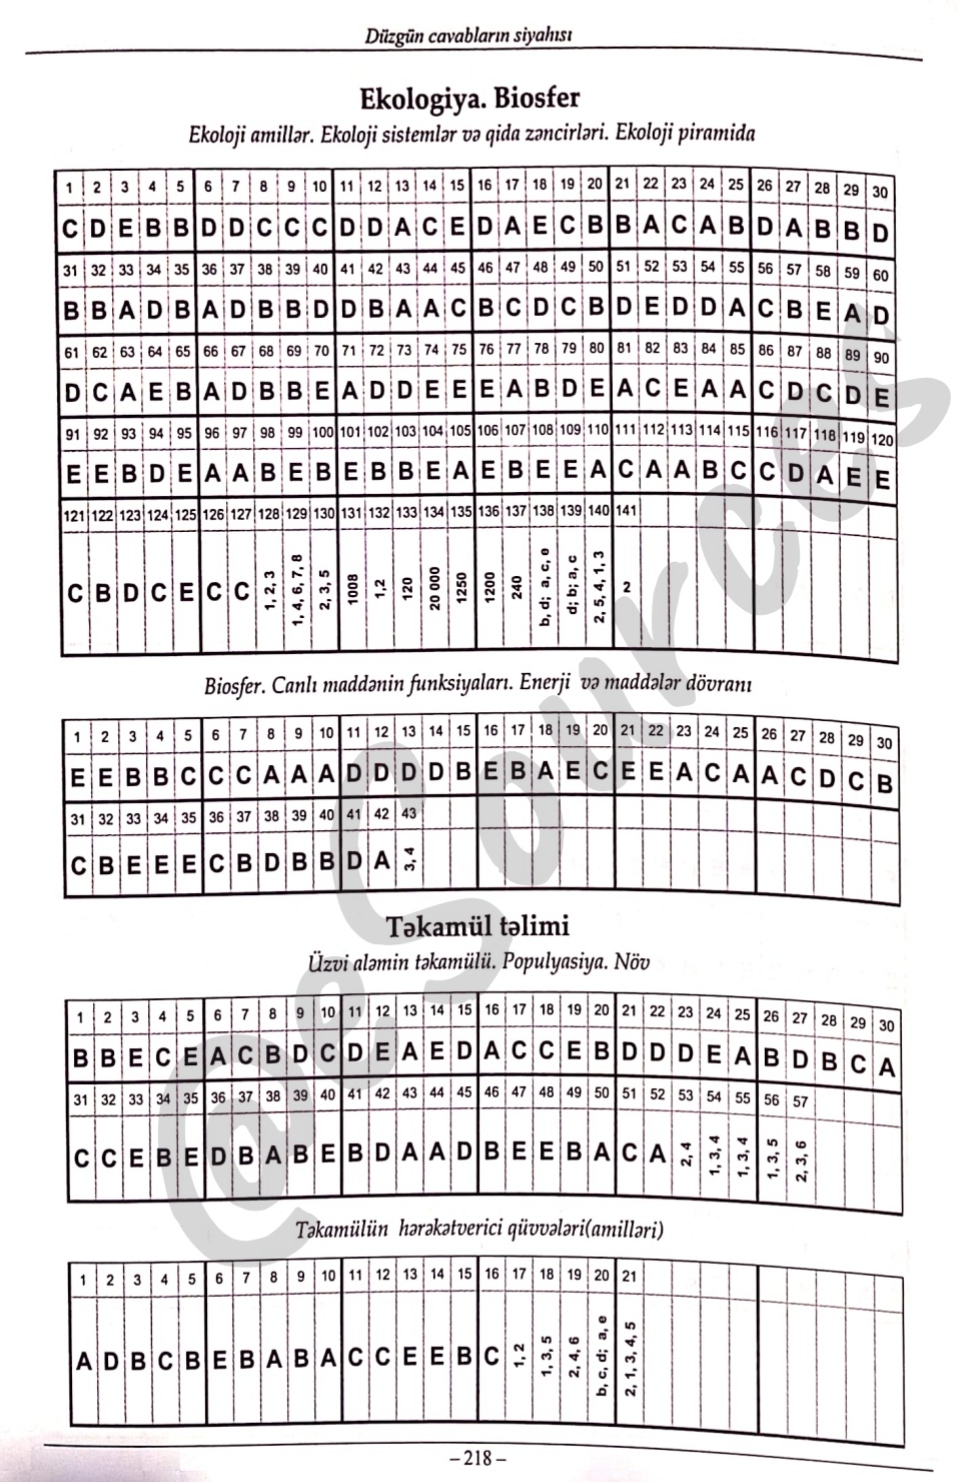 Düzgün cavabların siyahısı
Ekologiya. Biosfer
Ekoloji amillər. Ekoloji sistemlər və qida zəncirləri. Ekoloji piramida
1 2 3 4 5 6 7 8 9 10 11 12 13 14 15 16 17 18 19 20 21 22 23 24 25 26 27 28 29 30
C D E B B D D C C C D D A C E D A E C B B A C A B D A B B D
31 32 33 34 35 36 37 38 39 40 41 42 43 44 45 46 47 48 49 50 51 52 53 54 55 56 57 58 59 60
B B A D B A D B B D D B A A C B C D C B D E D D A C B E A D
61 62 63 64 65 66 67 68 69 70 71 72 73 74 75 76 77 78 79 80 81 82 83 84 85 86 87 88 89 90
D C A E B A D B B E A D D E E E A B D E A C E A A C D C D E
91 92 93 94 95 96 97 98 99 100 101 102 103 104 105 106 107 108 109 110 111 112 113 114 115 116 117 118 119 120
E E B D E A A B E B E B B E A E B E E A C A A B C C D A E E
121 122 123 124 125 126 127 128 129 130 131 132 133 134 135 136 137 138 139 140 141
C B D C E C C 1, 2, 3 1, 4, 6, 7, 8 2, 3, 5 1008 1,2 120 20 000 1250 1200 240 b, d; a, c, e d; b; a, c 2, 5, 4, 1, 3 2
Biosfer. Canlı maddənin funksiyaları. Enerji və maddələr dövranı
1 2 3 4 5 6 7 8 9 10 11 12 13 14 15 16 17 18 19 20 21 22 23 24 25 26 27 28 29 30
E E B B C C C A A A D D D D B E B A E C E E A C A A C D C B
31 32 33 34 35 36 37 38 39 40 41 42 43
C B E E E C B D B B D A 3, 4
Təkamül təlimi
Üzvi aləmin təkamülü. Populyasiya. Növ
1 2 3 4 5 6 7 8 9 10 11 12 13 14 15 16 17 18 19 20 21 22 23 24 25 26 27 28 29 30
B B E C E A C B D C D E A E D A C C E B D D D E A B D B C A
31 32 33 34 35 36 37 38 39 40 41 42 43 44 45 46 47 48 49 50 51 52 53 54 55 56 57
C C E B E D B A B E B D A A D B E E B A C A 2, 4 1, 3, 4 1, 3, 4 1, 3, 5 2, 3, 6
Təkamülün hərəkətverici qüvvələri(amilləri)
1 2 3 4 5 6 7 8 9 10 11 12 13 14 15 16 17 18 19 20 21
A D B C B E B A B A C C E E B C 1, 2 1, 3, 5 2, 4, 6 b, c, d; a, e 2, 1, 3, 4, 5
–218–
@eSources